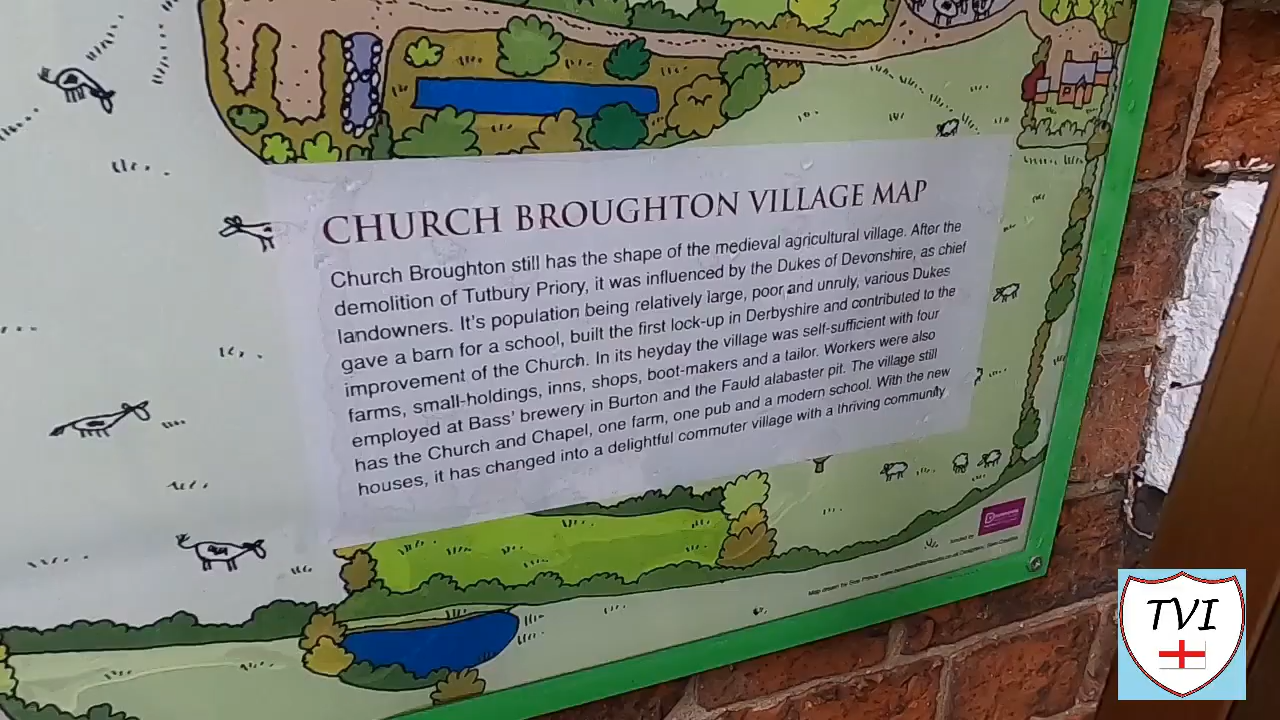 CHURCH BROUGHTON VILLAGE MAP
Church Broughton still has the shape of the medieval agricultural village. After the
demolition of Tutbury Priory, it was influenced by the Dukes of Devonshire, as chief
landowners. It's population being relatively large, poor and unruly, various Dukes
gave a barn for a school, built the first lock-up in Derbyshire and contributed to the
improvement of the Church. In its heyday the village was self-sufficient with four
farms, small-holdings, inns, shops, boot-makers and a tailor. Workers were also
employed at Bass' brewery in Burton and the Fauld alabaster pit. The village still
has the Church and Chapel, one farm, one pub and a modern school. With the new
houses, it has changed into a delightful commuter village with a thriving community
TVI